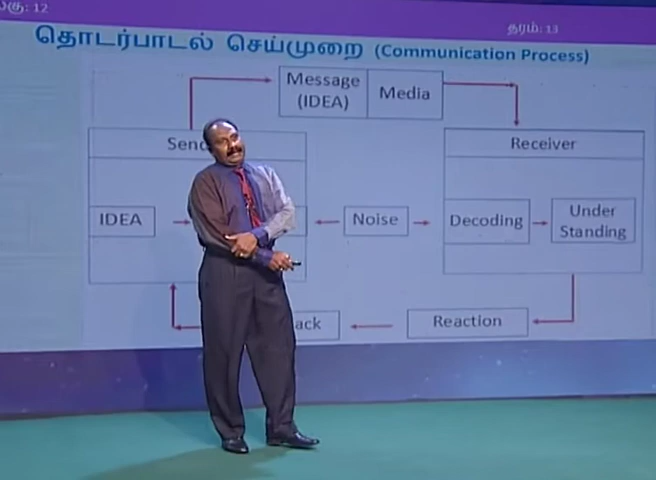 தரம்: 13
தொடர்பாடல் செய்முறை (Communication Process)
Message
(IDEA)
Media
Receiver
IDEA
Noise
Decoding
Under
Standing
Reaction